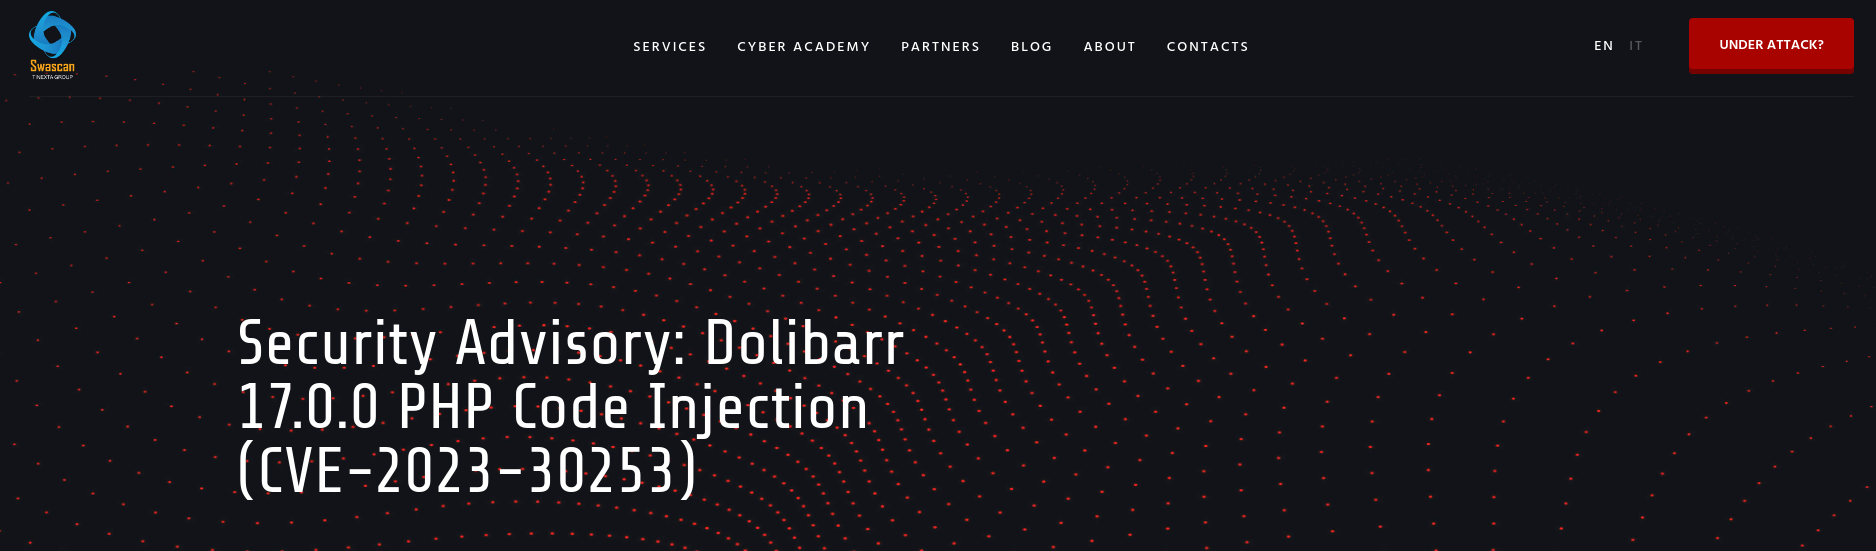 Swascan
TINEXTA GROUP
SERVICES CYBER ACADEMY PARTNERS BLOG ABOUT CONTACTS EN IT UNDER ATTACK?
Security Advisory: Dolibarr
17.0.0 PHP Code Injection
(CVE-2023-30253)